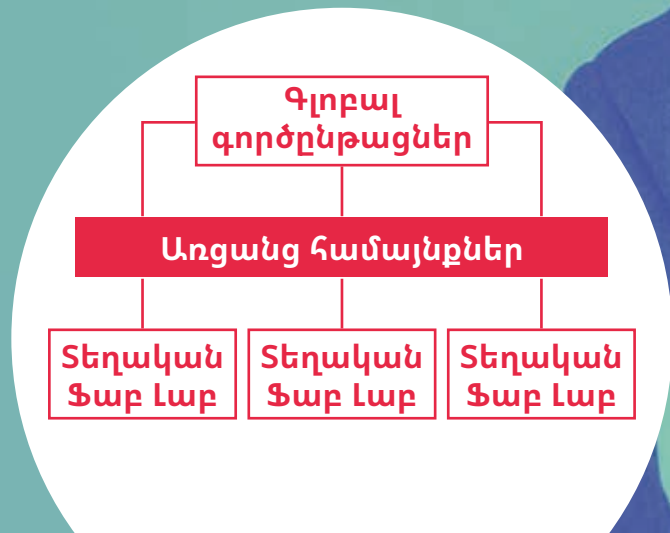 Գլոբալ
գործընթացներ
Առցանց համայնքներ
Տեղական
Ֆաբ Լաբ
Տեղական
Ֆաբ Լաբ
Տեղական
Ֆաբ Լաբ